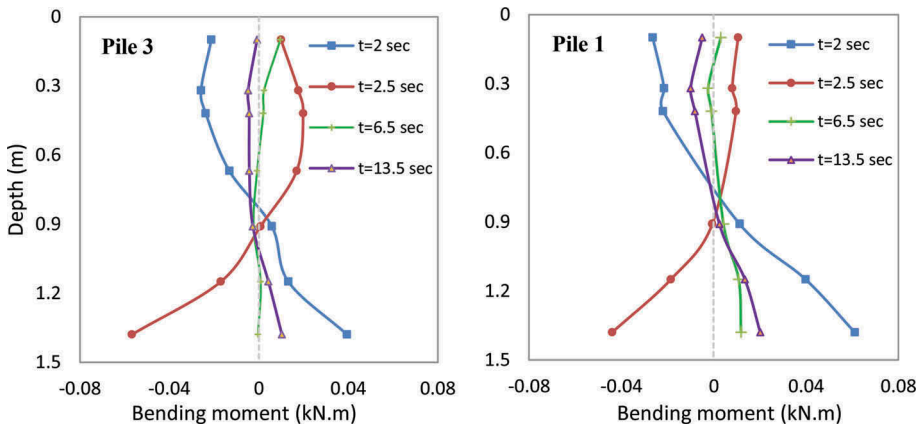 Pile 3
0
0.3
0.6
0.9
1.2
1.5
Depth (m)
-0.08 -0.04 0 0.04 0.08
Bending moment (kN.m)
t=2 sec
t=2.5 sec
t=6.5 sec
t=13.5 sec
Pile 1
0
0.3
0.6
0.9
1.2
1.5
-0.08 -0.04 0 0.04 0.08
Bending moment (kN.m)
t=2 sec
t=2.5 sec
t=6.5 sec
t=13.5 sec